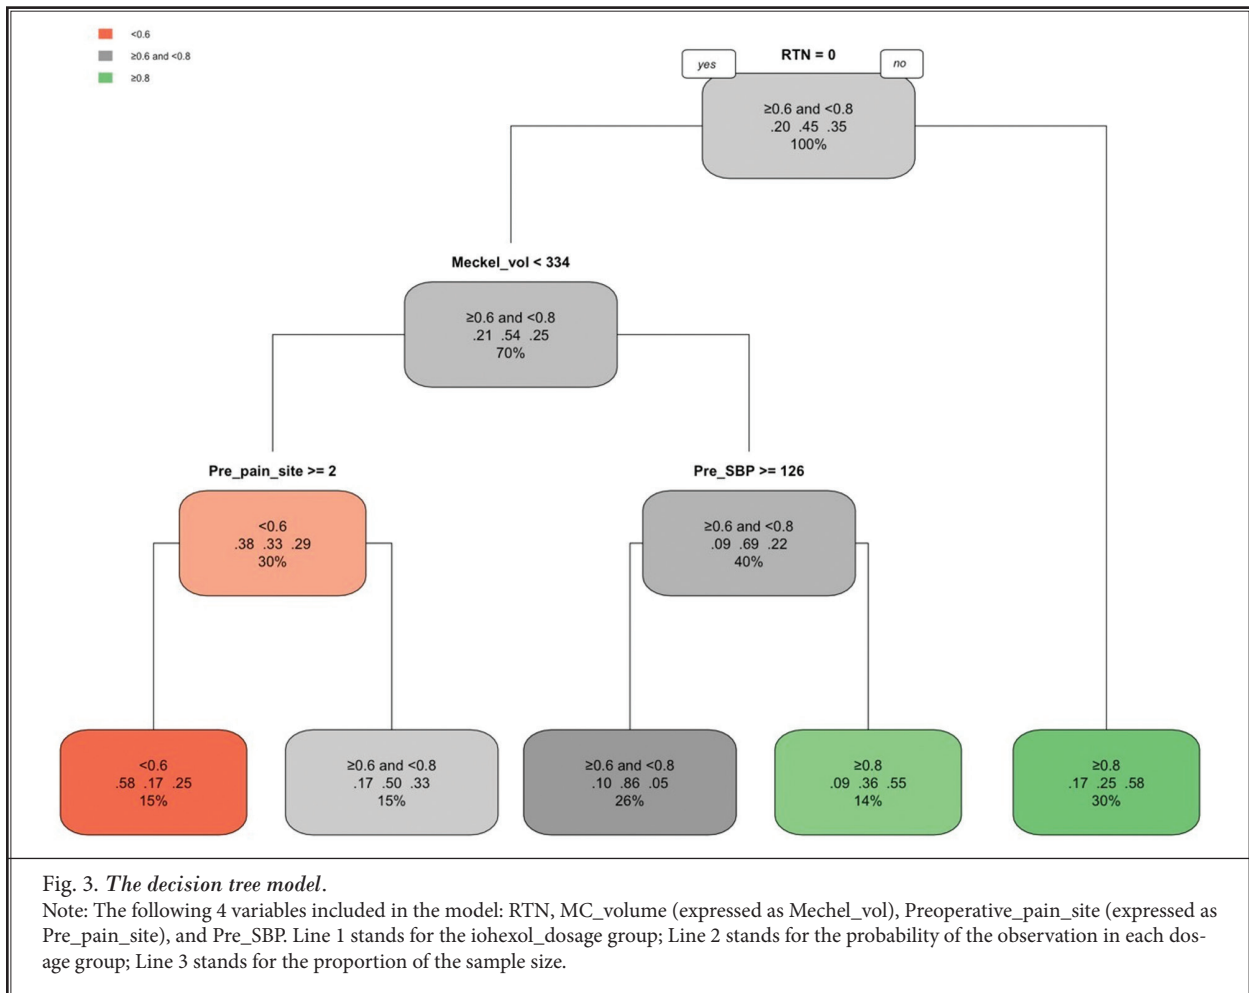 <0.6
≥0.6 and <0.8
≥0.8
RTN = 0
yes
no
≥0.6 and <0.8
.20 .45 .35
100%
Meckel_vol < 334
≥0.6 and <0.8
.21 .54 .25
70%
Pre_pain_site >= 2
<0.6
.38 .33 .29
30%
Pre_SBP >= 126
≥0.6 and <0.8
.09 .69 .22
40%
<0.6
.58 .17 .25
15%
≥0.6 and <0.8
.17 .50 .33
15%
≥0.6 and <0.8
.10 .86 .05
26%
≥0.8
.09 .36 .55
14%
≥0.8
.17 .25 .58
30%
Fig. 3. The decision tree model.
Note: The following 4 variables included in the model: RTN, MC_volume (expressed as Mechel_vol), Preoperative_pain_site (expressed as
Pre_pain_site), and Pre_SBP. Line 1 stands for the iohexol_dosage group; Line 2 stands for the probability of the observation in each dos-
age group; Line 3 stands for the proportion of the sample size.